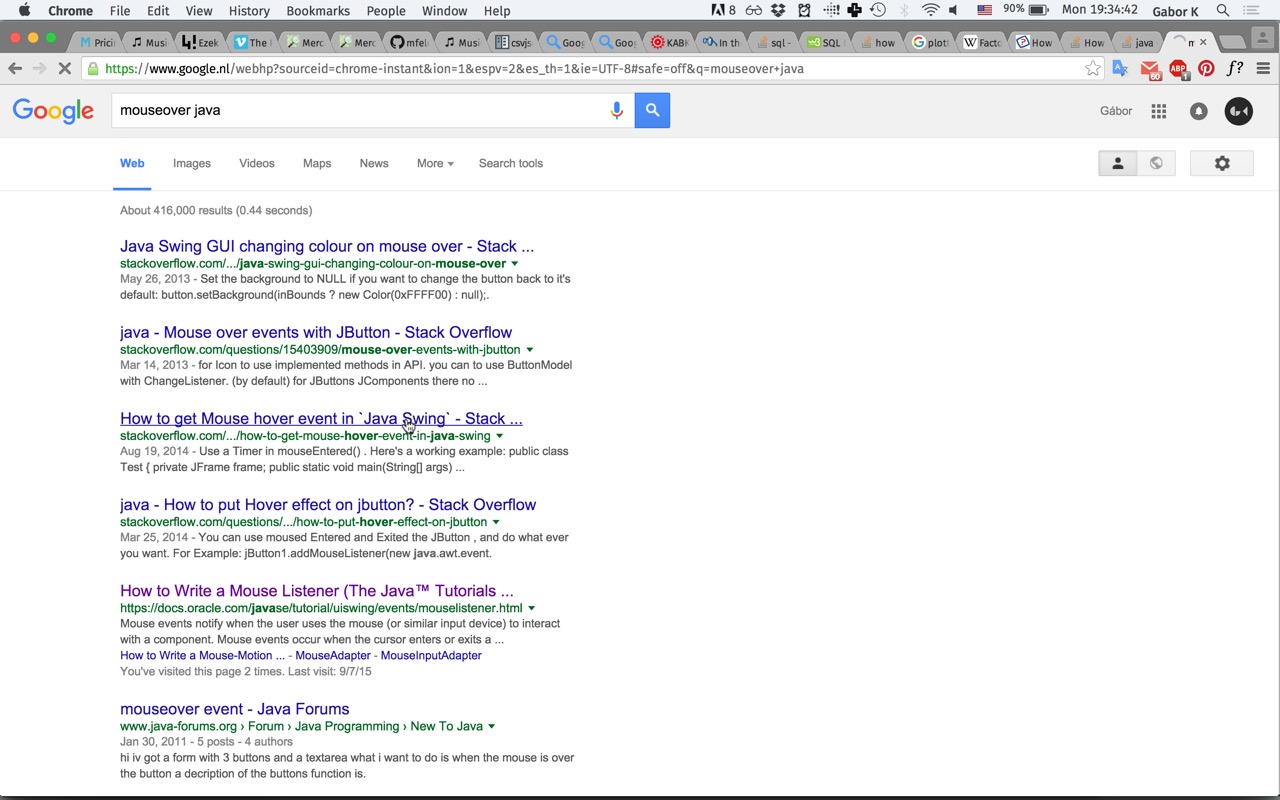 Chrome File Edit View History Bookmarks People Window Help 8 90% Mon 19:34:42 Gabor K
Prici Musi Ezek The Merc Merc mfel Musi csvjs Goog Goog KABK In th sql - SQL how plott Facto How How java
https://www.google.nl/webhp?sourceid=chrome-instant&ion=1&espv=2&es_th=1&ie=UTF-8#safe=off&q=mouseover+java 60 ABP 1 f?
Google mouseover java Gábor
Web Images Videos Maps News More Search tools
About 416,000 results (0.44 seconds)
Java Swing GUI changing colour on mouse over - Stack ...
stackoverflow.com/.../java-swing-gui-changing-colour-on-mouse-over
May 26, 2013 - Set the background to NULL if you want to change the button back to it's
default: button.setBackground(inBounds ? new Color(0xFFFF00) : null);.
java - Mouse over events with JButton - Stack Overflow
stackoverflow.com/questions/15403909/mouse-over-events-with-jbutton
Mar 14, 2013 - for Icon to use implemented methods in API. you can to use ButtonModel
with ChangeListener. (by default) for JButtons JComponents there no ...
How to get Mouse hover event in `Java Swing` - Stack ...
stackoverflow.com/.../how-to-get-mouse-hover-event-in-java-swing
Aug 19, 2014 - Use a Timer in mouseEntered() . Here's a working example: public class
Test { private JFrame frame; public static void main(String[] args) ...
java - How to put Hover effect on jbutton? - Stack Overflow
stackoverflow.com/questions/.../how-to-put-hover-effect-on-jbutton
Mar 25, 2014 - You can use moused Entered and Exited the JButton , and do what ever
you want. For Example: jButton1.addMouseListener(new java.awt.event.
How to Write a Mouse Listener (The Java™ Tutorials ...
https://docs.oracle.com/javase/tutorial/uiswing/events/mouselistener.html
Mouse events notify when the user uses the mouse (or similar input device) to interact
with a component. Mouse events occur when the cursor enters or exits a ...
How to Write a Mouse-Motion ... - MouseAdapter - MouseInputAdapter
You've visited this page 2 times. Last visit: 9/7/15
mouseover event - Java Forums
www.java-forums.org › Forum › Java Programming › New To Java
Jan 30, 2011 - 5 posts - 4 authors
hi iv got a form with 3 buttons and a textarea what i want to do is when the mouse is over
the button a decription of the buttons function is.